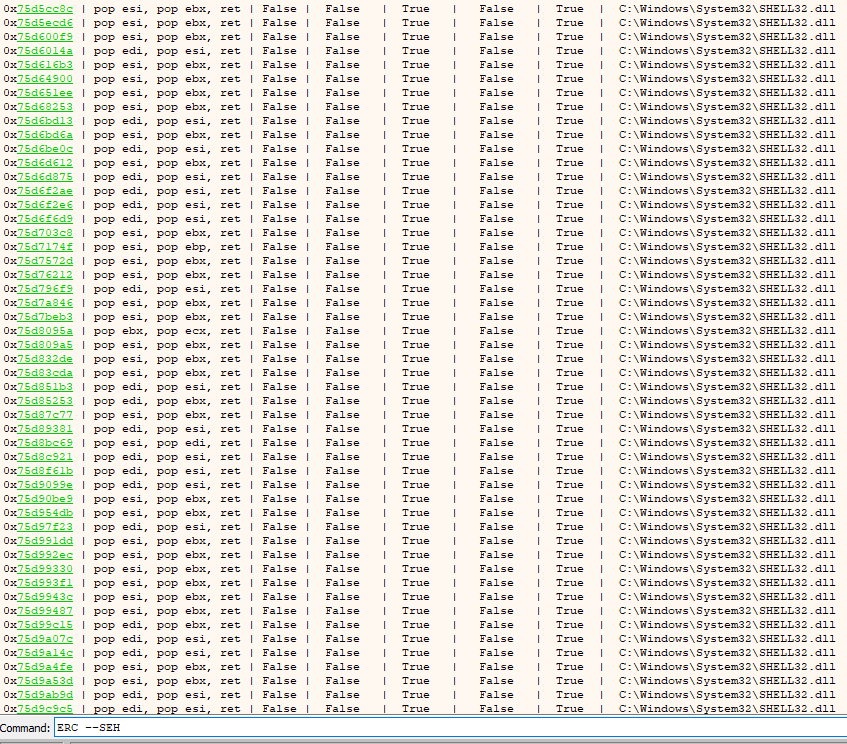 0x75d5cc8c | pop esi, pop ebx, ret | False |  False  |  True  |  False  |  True  |  C:\Windows\System32\SHELL32.dll
0x75d5ecd6 | pop esi, pop ebx, ret | False |  False  |  True  |  False  |  True  |  C:\Windows\System32\SHELL32.dll
0x75d600f9 | pop esi, pop ebx, ret | False |  False  |  True  |  False  |  True  |  C:\Windows\System32\SHELL32.dll
0x75d6014a | pop edi, pop esi, ret | False |  False  |  True  |  False  |  True  |  C:\Windows\System32\SHELL32.dll
0x75d616b3 | pop esi, pop ebx, ret | False |  False  |  True  |  False  |  True  |  C:\Windows\System32\SHELL32.dll
0x75d64900 | pop esi, pop ebx, ret | False |  False  |  True  |  False  |  True  |  C:\Windows\System32\SHELL32.dll
0x75d651ee | pop esi, pop ebx, ret | False |  False  |  True  |  False  |  True  |  C:\Windows\System32\SHELL32.dll
0x75d68253 | pop edi, pop ebx, ret | False |  False  |  True  |  False  |  True  |  C:\Windows\System32\SHELL32.dll
0x75d6bd13 | pop edi, pop esi, ret | False |  False  |  True  |  False  |  True  |  C:\Windows\System32\SHELL32.dll
0x75d6bd6a | pop esi, pop ebx, ret | False |  False  |  True  |  False  |  True  |  C:\Windows\System32\SHELL32.dll
0x75d6be0c | pop esi, pop ebx, ret | False |  False  |  True  |  False  |  True  |  C:\Windows\System32\SHELL32.dll
0x75d6d612 | pop esi, pop ebx, ret | False |  False  |  True  |  False  |  True  |  C:\Windows\System32\SHELL32.dll
0x75d6d875 | pop edi, pop esi, ret | False |  False  |  True  |  False  |  True  |  C:\Windows\System32\SHELL32.dll
0x75d6f2ae | pop esi, pop edi, ret | False |  False  |  True  |  False  |  True  |  C:\Windows\System32\SHELL32.dll
0x75d6f2e6 | pop esi, pop edi, ret | False |  False  |  True  |  False  |  True  |  C:\Windows\System32\SHELL32.dll
0x75d6f6d9 | pop edi, pop esi, ret | False |  False  |  True  |  False  |  True  |  C:\Windows\System32\SHELL32.dll
0x75d703c8 | pop esi, pop ebx, ret | False |  False  |  True  |  False  |  True  |  C:\Windows\System32\SHELL32.dll
0x75d7174f | pop esi, pop ebp, ret | False |  False  |  True  |  False  |  True  |  C:\Windows\System32\SHELL32.dll
0x75d7572d | pop esi, pop ebx, ret | False |  False  |  True  |  False  |  True  |  C:\Windows\System32\SHELL32.dll
0x75d76212 | pop esi, pop ebx, ret | False |  False  |  True  |  False  |  True  |  C:\Windows\System32\SHELL32.dll
0x75d796f9 | pop edi, pop esi, ret | False |  False  |  True  |  False  |  True  |  C:\Windows\System32\SHELL32.dll
0x75d7a846 | pop esi, pop ebx, ret | False |  False  |  True  |  False  |  True  |  C:\Windows\System32\SHELL32.dll
0x75d7beb3 | pop esi, pop ebx, ret | False |  False  |  True  |  False  |  True  |  C:\Windows\System32\SHELL32.dll
0x75d8095a | pop ebx, pop ecx, ret | False |  False  |  True  |  False  |  True  |  C:\Windows\System32\SHELL32.dll
0x75d809a5 | pop esi, pop ebx, ret | False |  False  |  True  |  False  |  True  |  C:\Windows\System32\SHELL32.dll
0x75d832de | pop esi, pop ebx, ret | False |  False  |  True  |  False  |  True  |  C:\Windows\System32\SHELL32.dll
0x75d83cda | pop esi, pop ebx, ret | False |  False  |  True  |  False  |  True  |  C:\Windows\System32\SHELL32.dll
0x75d851b3 | pop edi, pop esi, ret | False |  False  |  True  |  False  |  True  |  C:\Windows\System32\SHELL32.dll
0x75d85253 | pop esi, pop ebx, ret | False |  False  |  True  |  False  |  True  |  C:\Windows\System32\SHELL32.dll
0x75d87c77 | pop esi, pop ebx, ret | False |  False  |  True  |  False  |  True  |  C:\Windows\System32\SHELL32.dll
0x75d89381 | pop edi, pop esi, ret | False |  False  |  True  |  False  |  True  |  C:\Windows\System32\SHELL32.dll
0x75d8bc69 | pop esi, pop edi, ret | False |  False  |  True  |  False  |  True  |  C:\Windows\System32\SHELL32.dll
0x75d8c921 | pop edi, pop esi, ret | False |  False  |  True  |  False  |  True  |  C:\Windows\System32\SHELL32.dll
0x75d8f61b | pop edi, pop esi, ret | False |  False  |  True  |  False  |  True  |  C:\Windows\System32\SHELL32.dll
0x75d9099e | pop edi, pop esi, ret | False |  False  |  True  |  False  |  True  |  C:\Windows\System32\SHELL32.dll
0x75d90be9 | pop esi, pop ebx, ret | False |  False  |  True  |  False  |  True  |  C:\Windows\System32\SHELL32.dll
0x75d954db | pop esi, pop ebx, ret | False |  False  |  True  |  False  |  True  |  C:\Windows\System32\SHELL32.dll
0x75d97f23 | pop edi, pop esi, ret | False |  False  |  True  |  False  |  True  |  C:\Windows\System32\SHELL32.dll
0x75d991dd | pop esi, pop ebx, ret | False |  False  |  True  |  False  |  True  |  C:\Windows\System32\SHELL32.dll
0x75d992ec | pop esi, pop ebx, ret | False |  False  |  True  |  False  |  True  |  C:\Windows\System32\SHELL32.dll
0x75d99330 | pop esi, pop ebx, ret | False |  False  |  True  |  False  |  True  |  C:\Windows\System32\SHELL32.dll
0x75d993f1 | pop esi, pop ebx, ret | False |  False  |  True  |  False  |  True  |  C:\Windows\System32\SHELL32.dll
0x75d9943c | pop esi, pop ebx, ret | False |  False  |  True  |  False  |  True  |  C:\Windows\System32\SHELL32.dll
0x75d99487 | pop esi, pop ebx, ret | False |  False  |  True  |  False  |  True  |  C:\Windows\System32\SHELL32.dll
0x75d99c15 | pop esi, pop ebx, ret | False |  False  |  True  |  False  |  True  |  C:\Windows\System32\SHELL32.dll
0x75d9a07c | pop edi, pop esi, ret | False |  False  |  True  |  False  |  True  |  C:\Windows\System32\SHELL32.dll
0x75d9a14c | pop esi, pop ebx, ret | False |  False  |  True  |  False  |  True  |  C:\Windows\System32\SHELL32.dll
0x75d9a4fe | pop esi, pop ebx, ret | False |  False  |  True  |  False  |  True  |  C:\Windows\System32\SHELL32.dll
0x75d9a53d | pop esi, pop ebx, ret | False |  False  |  True  |  False  |  True  |  C:\Windows\System32\SHELL32.dll
0x75d9ab9d | pop edi, pop esi, ret | False |  False  |  True  |  False  |  True  |  C:\Windows\System32\SHELL32.dll
0x75d9c9c5 | pop edi, pop esi, ret | False |  False  |  True  |  False  |  True  |  C:\Windows\System32\SHELL32.dll
Command: ERC --SEH